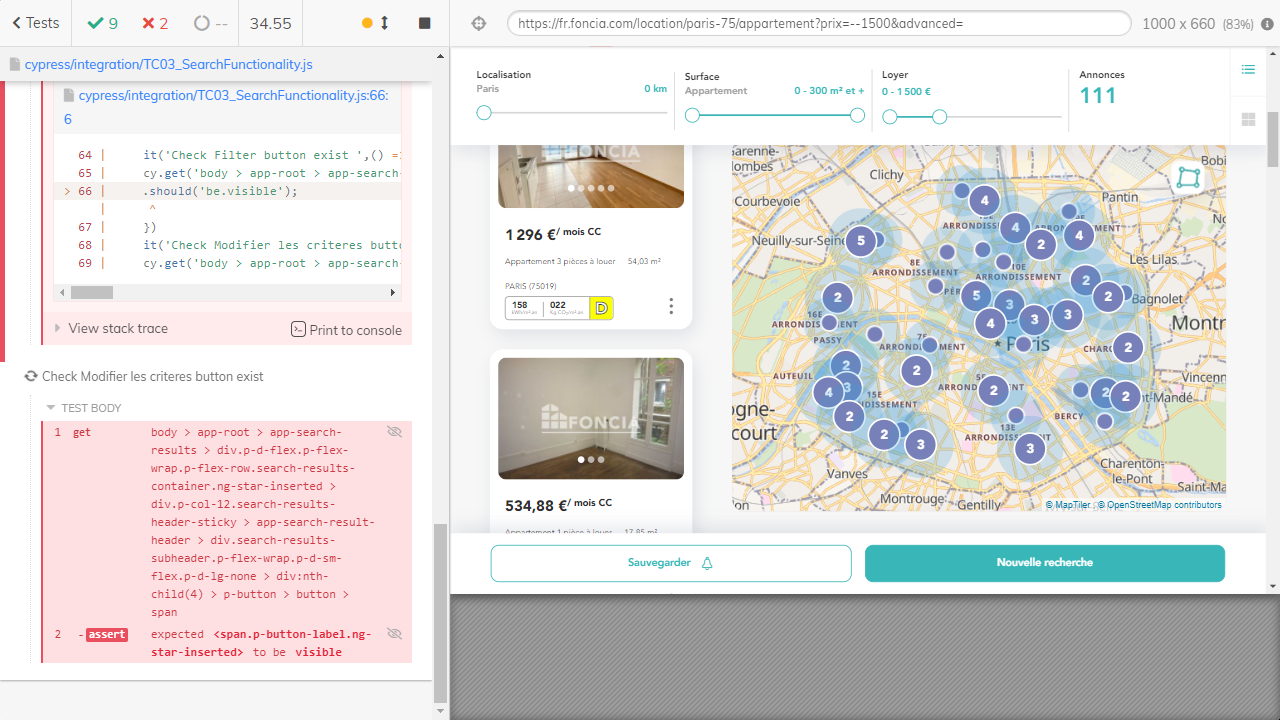 Tests
9
2
--
34.55
https://fr.foncia.com/location/paris-75/appartement?prix=--1500&advanced=
1000 x 660 (83%)
cypress/integration/TC03_SearchFunctionality.js
cypress/integration/TC03_SearchFunctionality.js:66:
6
64 | it('Check Filter button exist ',() =
65 | cy.get('body > app-root > app-search-
> 66 | .should('be.visible');
| ^
67 | })
68 | it('Check Modifier les criteres butto
69 | cy.get('body > app-root > app-search-
View stack trace
Print to console
Check Modifier les criteres button exist
TEST BODY
1 get body > app-root > app-search-
results > div.p-d-flex.p-flex-
wrap.p-flex-row.search-results-
container.ng-star-inserted >
div.p-col-12.search-results-
header-sticky > app-search-result-
header > div.search-results-
subheader.p-flex-wrap.p-d-sm-
flex.p-d-lg-none > div:nth-
child(4) > p-button > button >
span
2 -assert expected <span.p-button-label.ng-
star-inserted> to be visible
Localisation
Paris 0 km
Surface
Appartement 0 - 300 m² et +
Loyer
0 - 1 500 €
Annonces
111
FONCIA
1 296 €/ mois CC
Appartement 3 pièces à louer 54,03 m²
PARIS (75019)
158
022
D
FONCIA
534,88 €/ mois CC
Appartement 1 pièce à louer 17,85 m²
Clichy
Courbevoie
Neuilly-sur-Seine
Pantin
Les Lilas
Bagnolet
8E
ARRONDISSEMENT
10E
ARRONDISSEMENT
16E
PASSY
Paris
AUTEUIL
15E
BERCY
13E
Vanves
Montrouge
Gentilly
Charenton-
le-Pont
4
4
2
4
5
2
2
5
3
2
4
3
3
2
2
2
3
4
2
2
2
2
2
2
3
3
© MapTiler © OpenStreetMap contributors
Sauvegarder
Nouvelle recherche